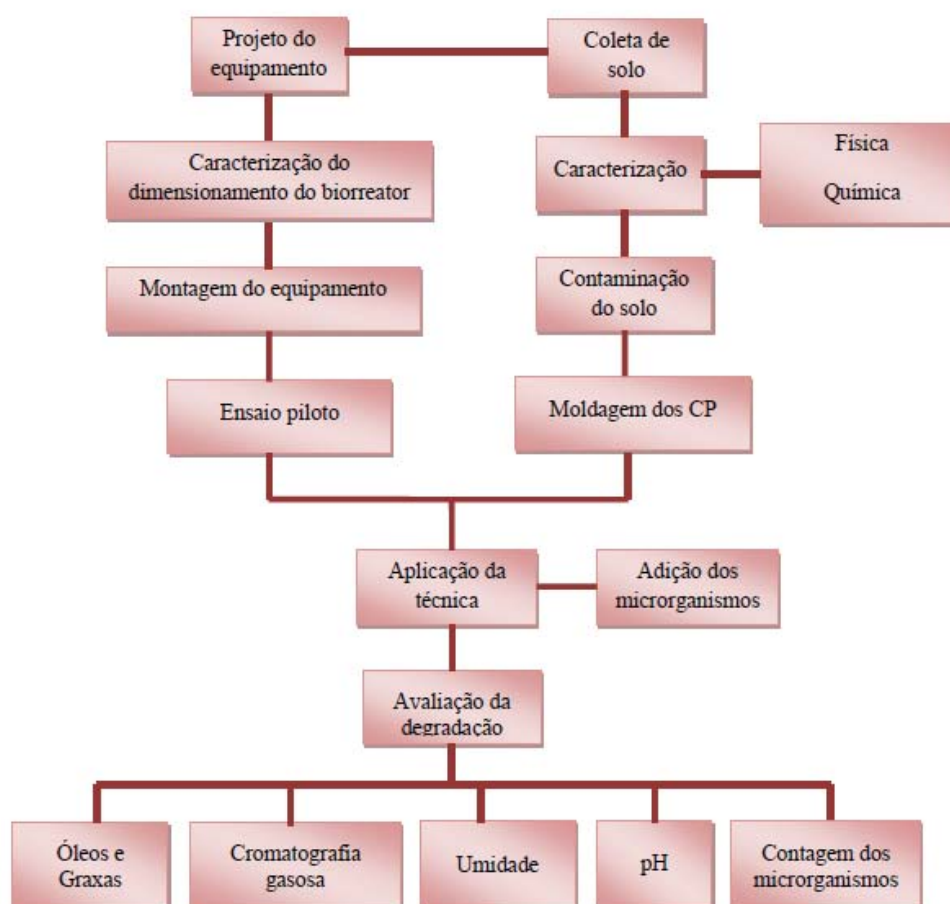 Projeto do
equipamento
Coleta de
solo
Caracterização do
dimensionamento do biorreator
Caracterização
Física
Química
Montagem do equipamento
Contaminação
do solo
Ensaio piloto
Moldagem dos CP
Aplicação da
técnica
Adição dos
microrganismos
Avaliação da
degradação
Óleos e
Graxas
Cromatografia
gasosa
Umidade
pH
Contagem dos
microrganismos